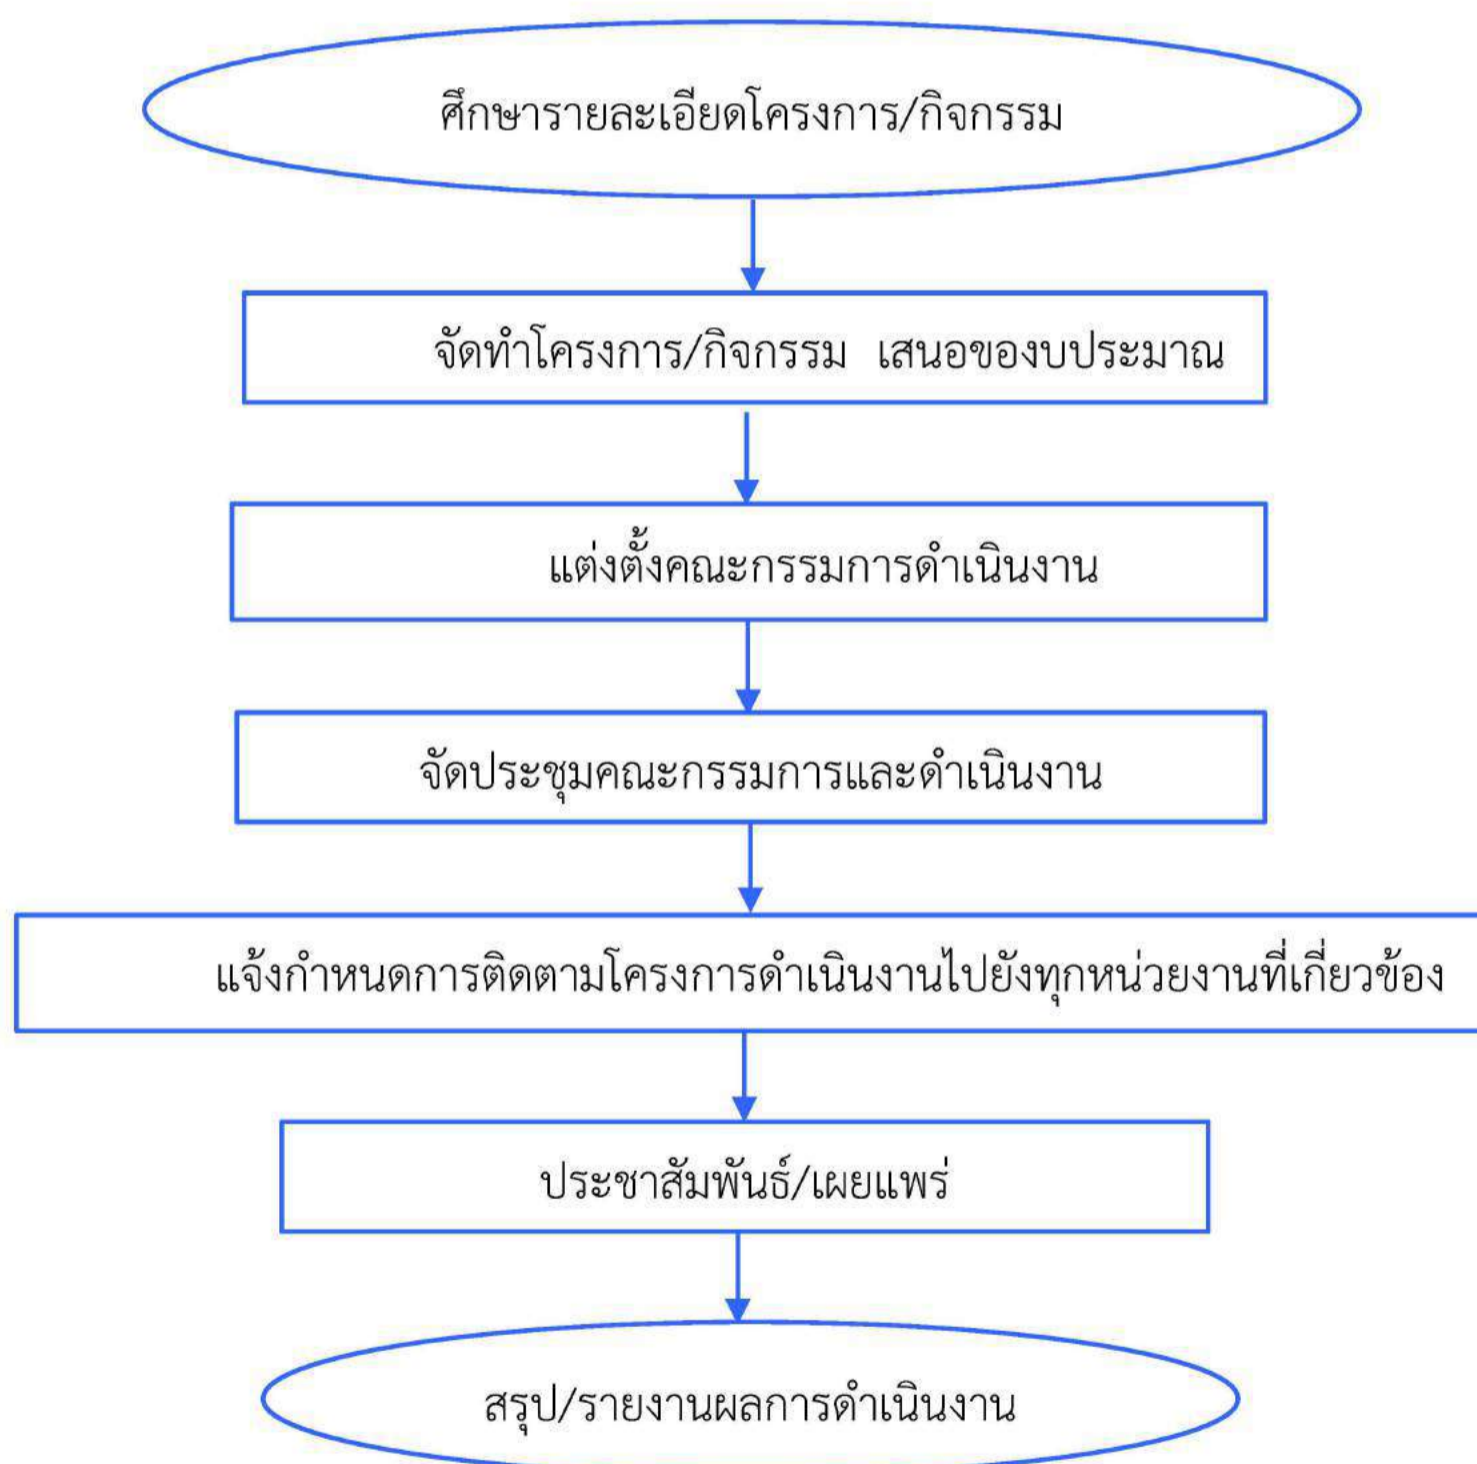 ศึกษารายละเอียดโครงการ/กิจกรรม
จัดทำโครงการ/กิจกรรม เสนอของบประมาณ
แต่งตั้งคณะกรรมการดำเนินงาน
จัดประชุมคณะกรรมการและดำเนินงาน
แจ้งกำหนดการติดตามโครงการดำเนินงานไปยังทุกหน่วยงานที่เกี่ยวข้อง
ประชาสัมพันธ์/เผยแพร่
สรุป/รายงานผลการดำเนินงาน